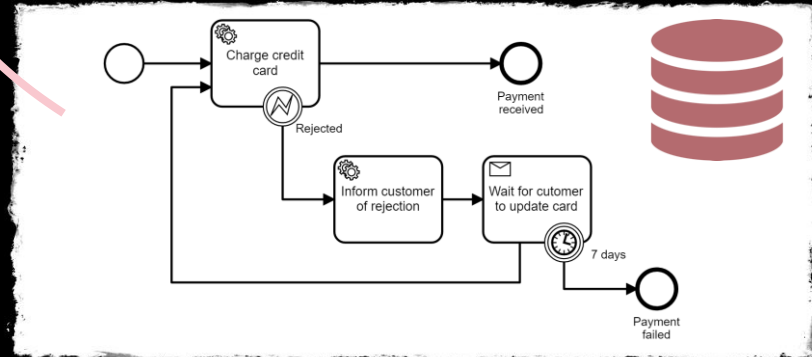 Charge credit
card
Payment
received
Rejected
Inform customer
of rejection
Wait for cutomer
to update card
7 days
Payment
failed